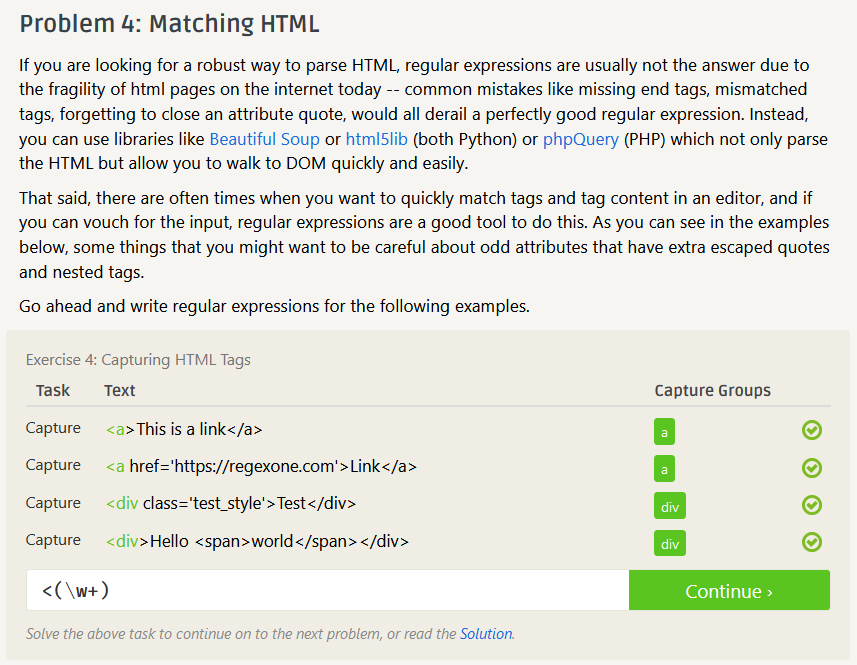 Problem 4: Matching HTML
If you are looking for a robust way to parse HTML, regular expressions are usually not the answer due to
the fragility of html pages on the internet today -- common mistakes like missing end tags, mismatched
tags, forgetting to close an attribute quote, would all derail a perfectly good regular expression. Instead,
you can use libraries like Beautiful Soup or html5lib (both Python) or phpQuery (PHP) which not only parse
the HTML but allow you to walk to DOM quickly and easily.
That said, there are often times when you want to quickly match tags and tag content in an editor, and if
you can vouch for the input, regular expressions are a good tool to do this. As you can see in the examples
below, some things that you might want to be careful about odd attributes that have extra escaped quotes
and nested tags.
Go ahead and write regular expressions for the following examples.
Exercise 4: Capturing HTML Tags
Task Text Capture Groups
Capture <a>This is a link</a> a
Capture <a href='https://regexone.com'>Link</a> a
Capture <div class='test_style'>Test</div> div
Capture <div>Hello <span>world</span></div> div
<(\w+) Continue ›
Solve the above task to continue on to the next problem, or read the Solution.